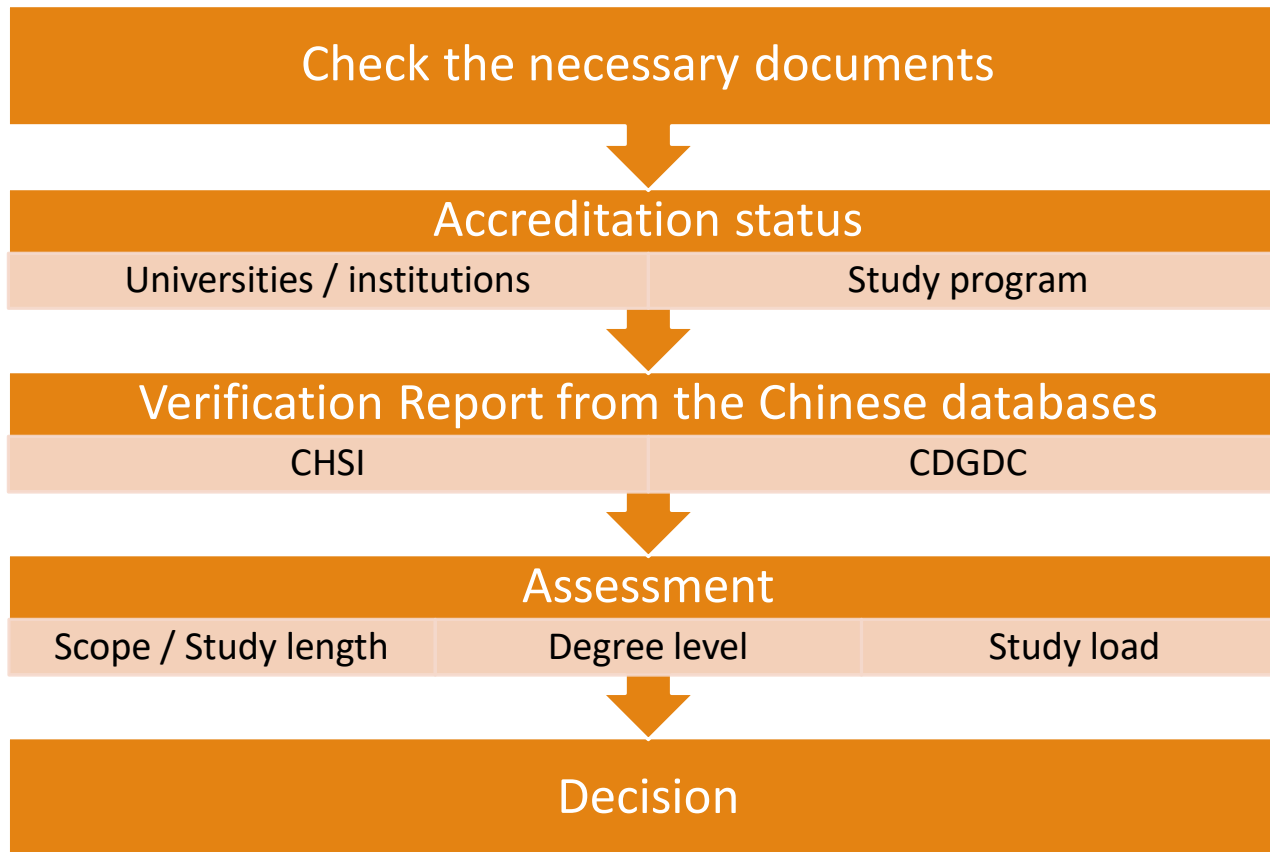 Check the necessary documents
Accreditation status
Universities / institutions
Study program
Verification Report from the Chinese databases
CHSI
CDGDC
Assessment
Scope / Study length
Degree level
Study load
Decision